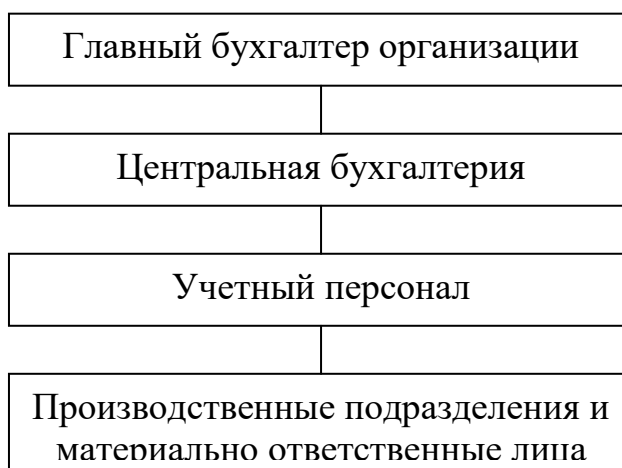 Главный бухгалтер организации
Центральная бухгалтерия
Учетный персонал
Производственные подразделения и
материально ответственные лица